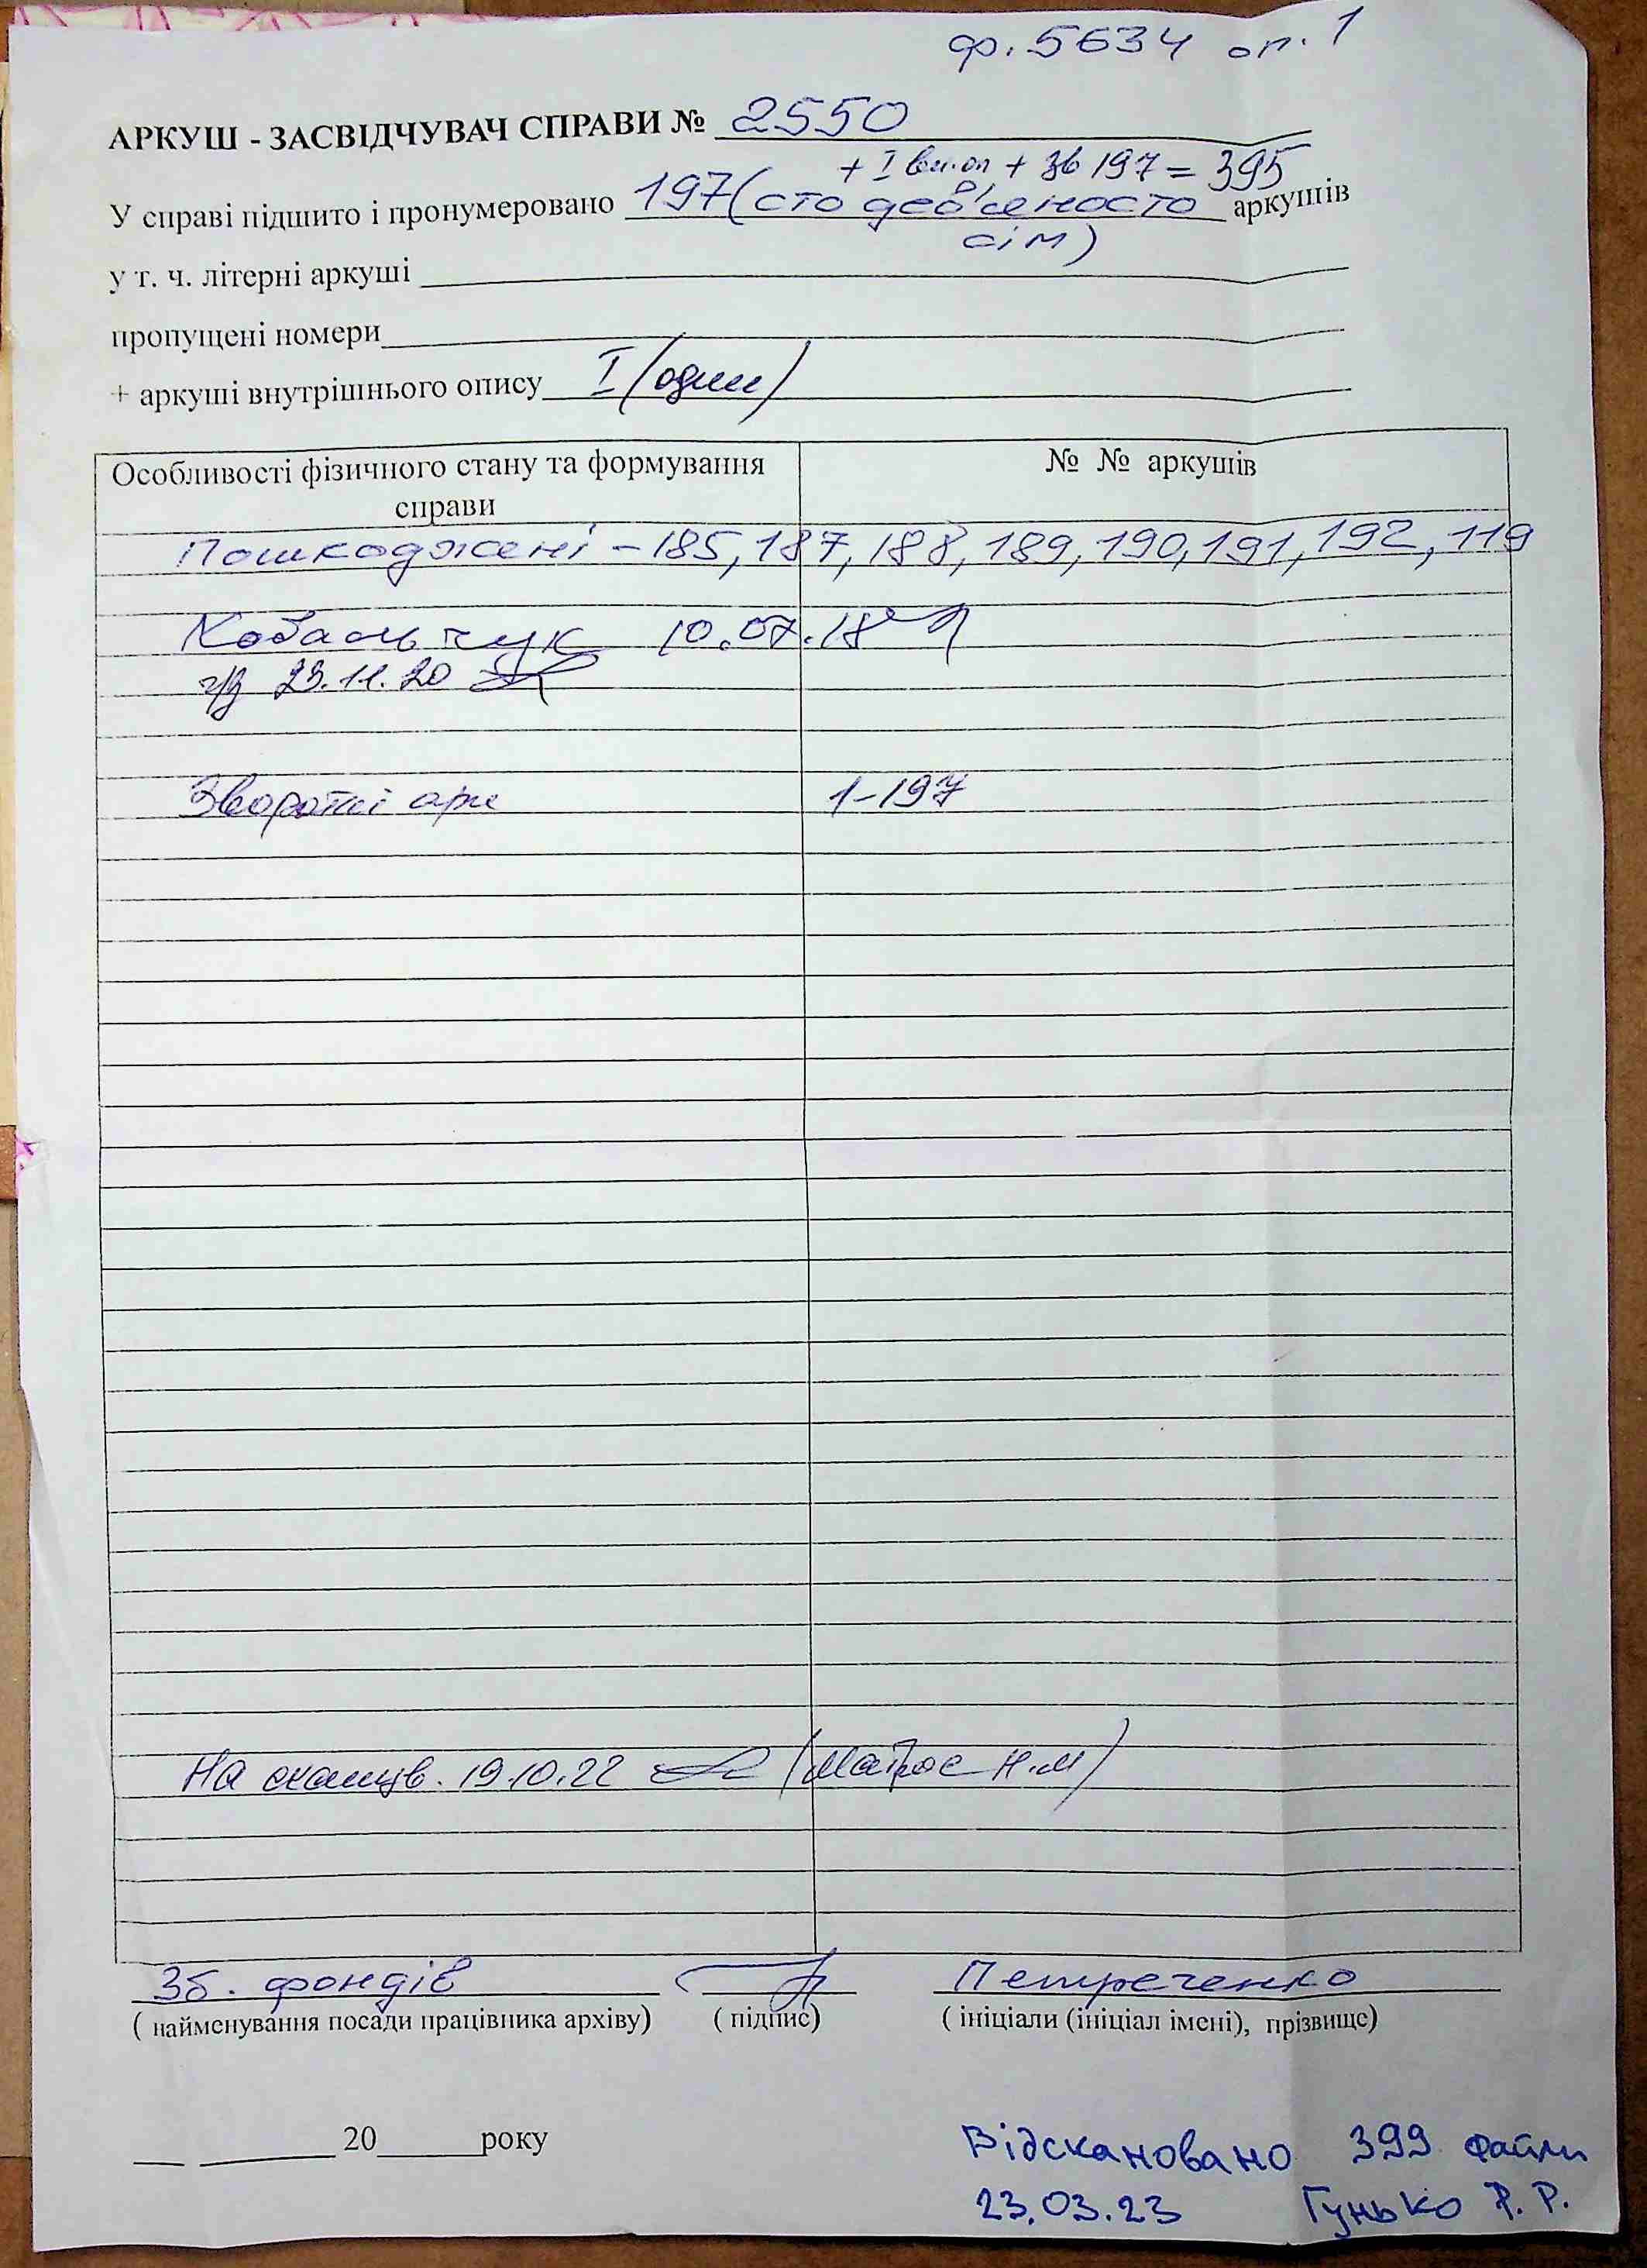 ф. 5634 оп. 1
АРКУШ - ЗАСВІДЧУВАЧ СПРАВИ № 2550
+ I вн.оп + зв 197 = 395
У справі підшито і пронумеровано 197 (сто дев'яносто аркушів
сім)
у т. ч. літерні аркуші
пропущені номери
+ аркуші внутрішнього опису I (один)
Особливості фізичного стану та формування № № аркушів
справи
Пошкоджені - 185, 187, 188, 189, 190, 191, 192, 119
Ковальчук 10.07.18
23.11.20
Зворотні арк 1-197
На сканув. 19.10.22 (Матрос Н.М)
Зб. фондів Петреченко
( найменування посади працівника архіву) ( підпис) ( ініціали (ініціал імені), прізвище)
20 року
Відскановано 399 файли
23.03.23 Гунько Р. Р.